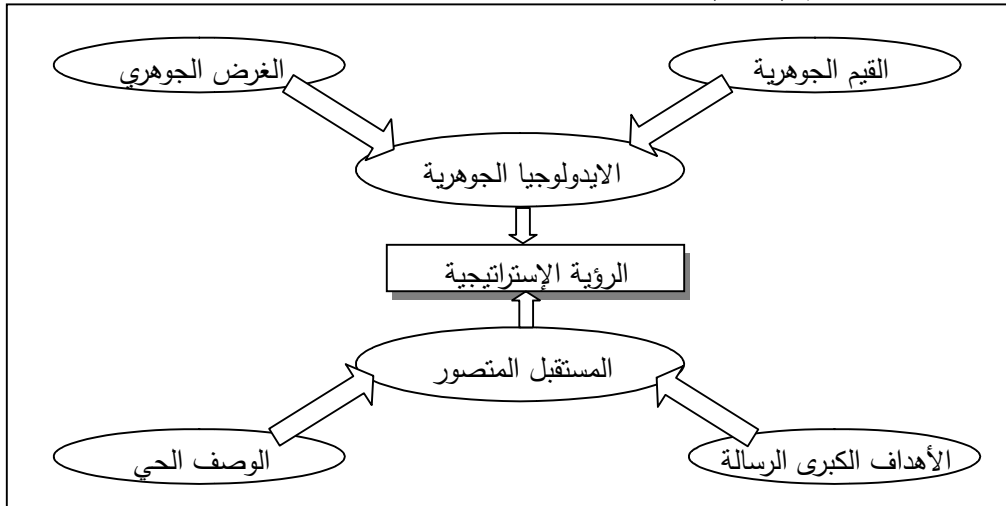 القيم الجوهرية
الغرض الجوهري
الايدولوجيا الجوهرية
الرؤية الإستراتيجية
المستقبل المتصور
الأهداف الكبرى الرسالة
الوصف الحي